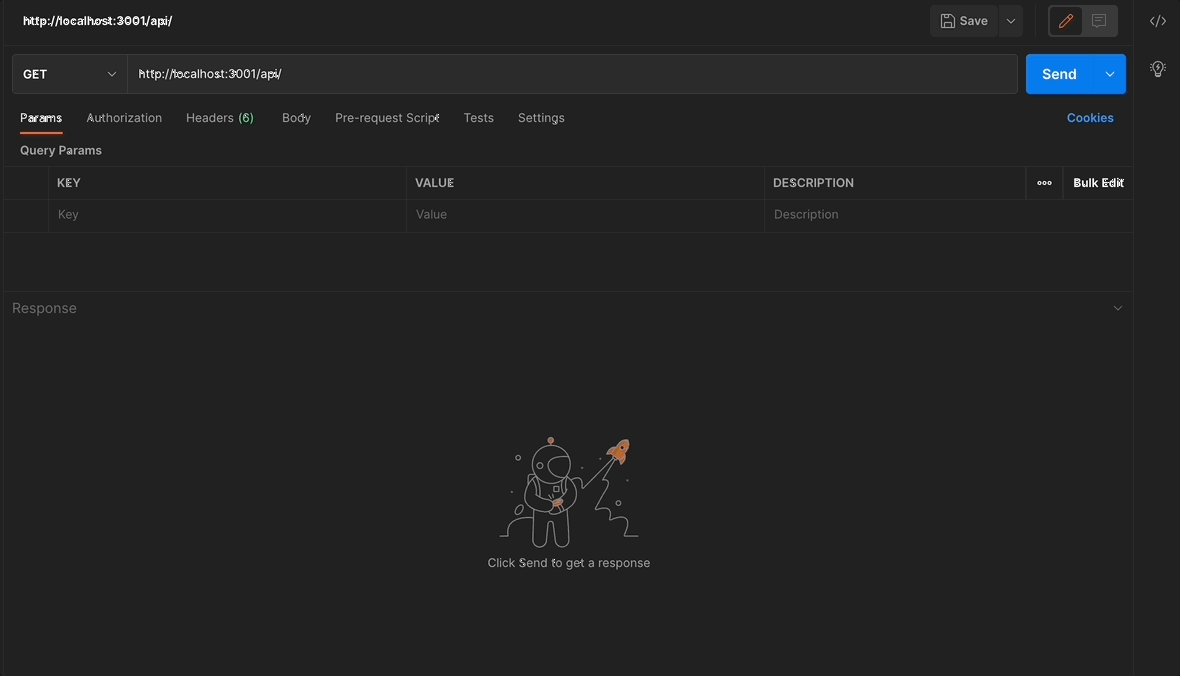 http://localhost:3001/api/
Save
GET http://localhost:3001/api/ Send
Params Authorization Headers (6) Body Pre-request Script Tests Settings Cookies
Query Params
KEY VALUE DESCRIPTION Bulk Edit
Key Value Description
Response
Click Send to get a response